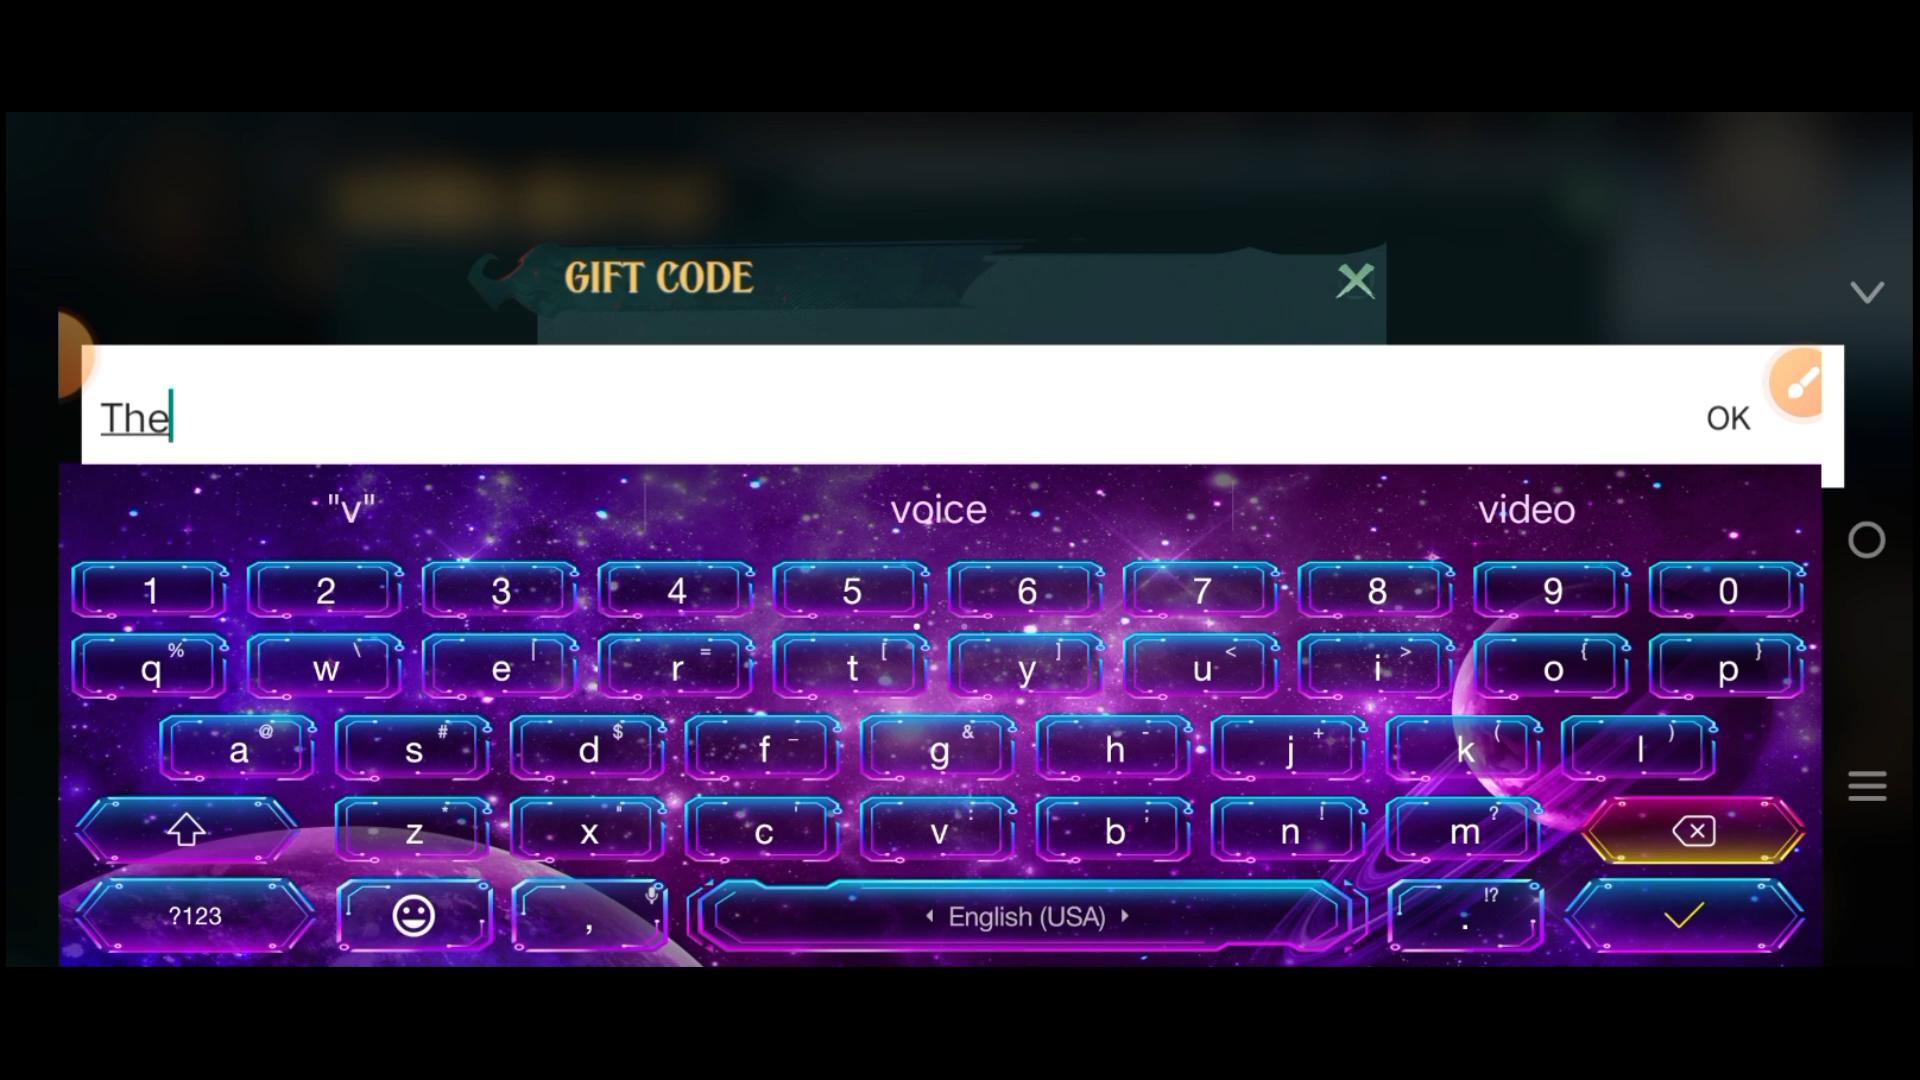 GIFT CODE
The
OK
"v" voice video
1 2 3 4 5 6 7 8 9 0
q % w \ e | r = t [ y ] u < i > o { p }
a @ s # d $ f _ g & h - j + k ( l )
z * x " c ' v : b ; n ! m ?
?123 , English (USA) . !?